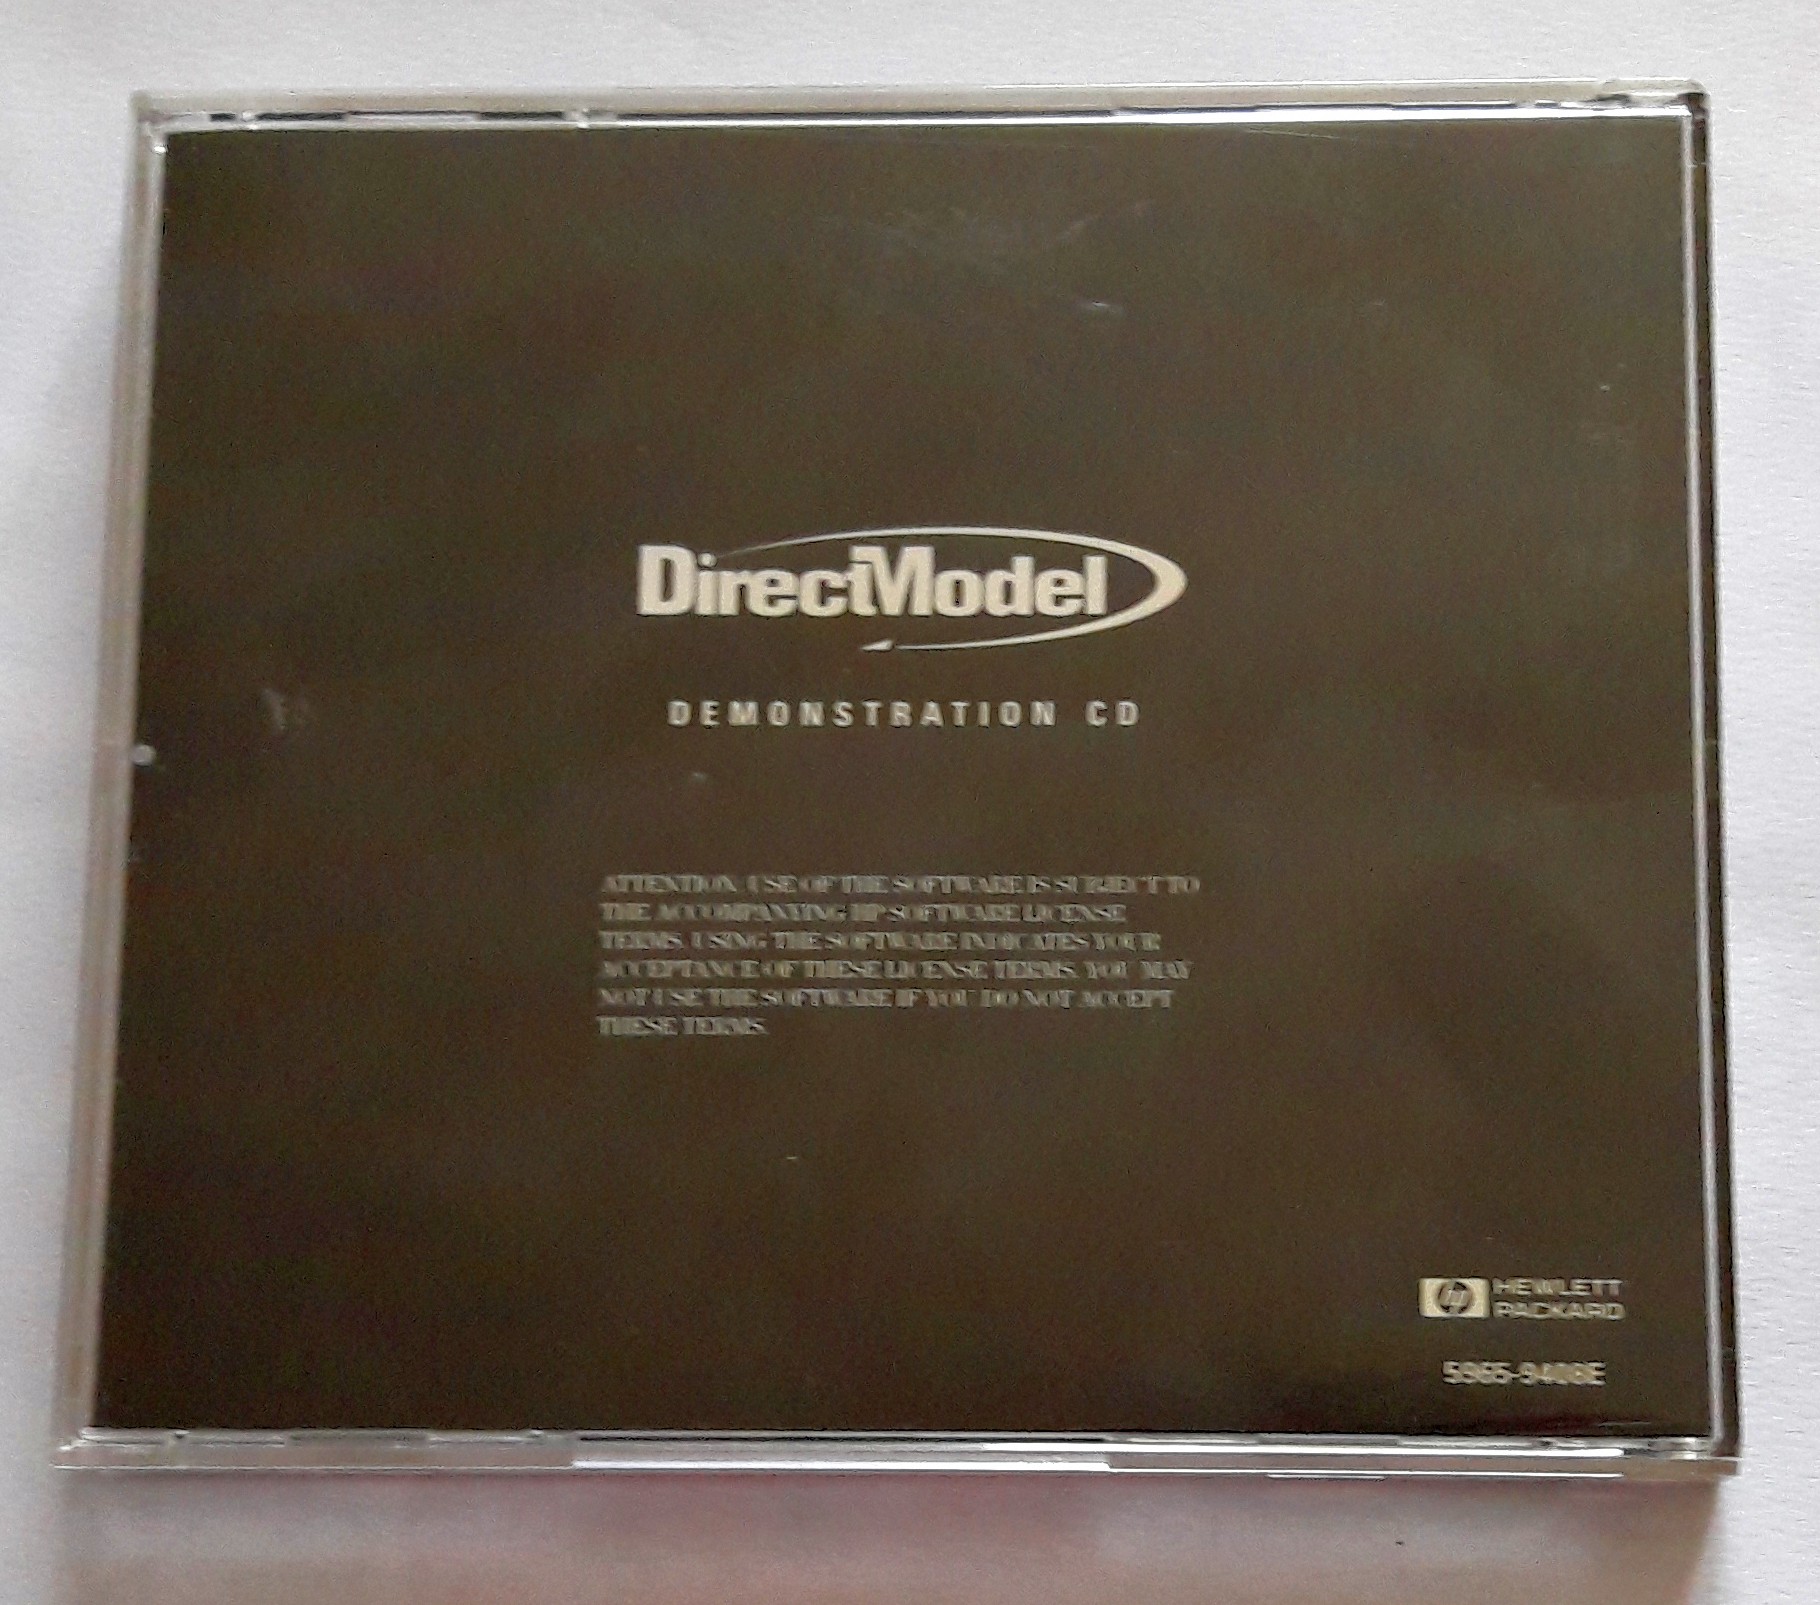 DirectModel
DEMONSTRATION CD
ATTENTION. USE OF THE SOFTWARE IS SUBJECT TO
THE ACCOMPANYING HP SOFTWARE LICENSE
TERMS. USING THE SOFTWARE INDICATES YOUR
ACCEPTANCE OF THESE LICENSE TERMS. YOU MAY
NOT USE THE SOFTWARE IF YOU DO NOT ACCEPT
THESE TERMS.
hp HEWLETT
PACKARD
5965-9408E